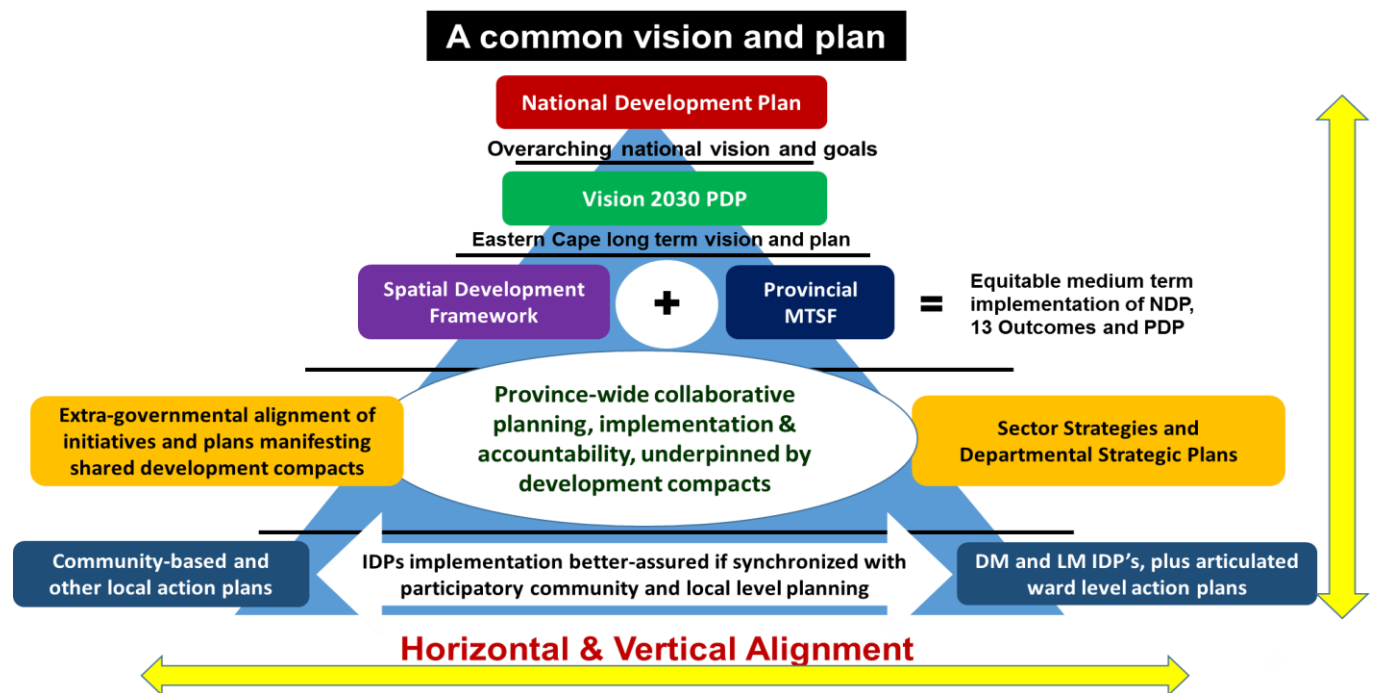 A common vision and plan
National Development Plan
Overarching national vision and goals
Vision 2030 PDP
Eastern Cape long term vision and plan
Spatial Development
Framework
+
Provincial
MTSF
=
Equitable medium term
implementation of NDP,
13 Outcomes and PDP
Extra-governmental alignment of
initiatives and plans manifesting
shared development compacts
Province-wide collaborative
planning, implementation &
accountability, underpinned by
development compacts
Sector Strategies and
Departmental Strategic Plans
Community-based and
other local action plans
IDPs implementation better-assured if synchronized with
participatory community and local level planning
DM and LM IDP's, plus articulated
ward level action plans
Horizontal & Vertical Alignment